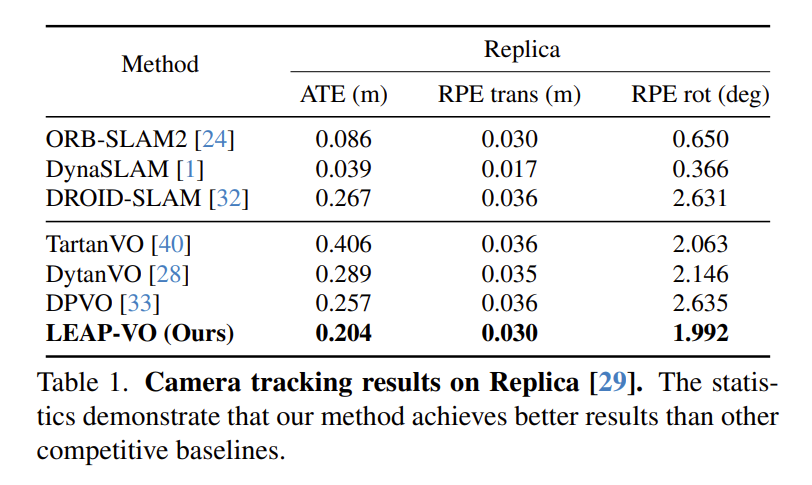 Method Replica
ATE (m) RPE trans (m) RPE rot (deg)
ORB-SLAM2 [24] 0.086 0.030 0.650
DynaSLAM [1] 0.039 0.017 0.366
DROID-SLAM [32] 0.267 0.036 2.631
TartanVO [40] 0.406 0.036 2.063
DytanVO [28] 0.289 0.035 2.146
DPVO [33] 0.257 0.036 2.635
LEAP-VO (Ours) 0.204 0.030 1.992
Table 1. Camera tracking results on Replica [29]. The statis-
tics demonstrate that our method achieves better results than other
competitive baselines.